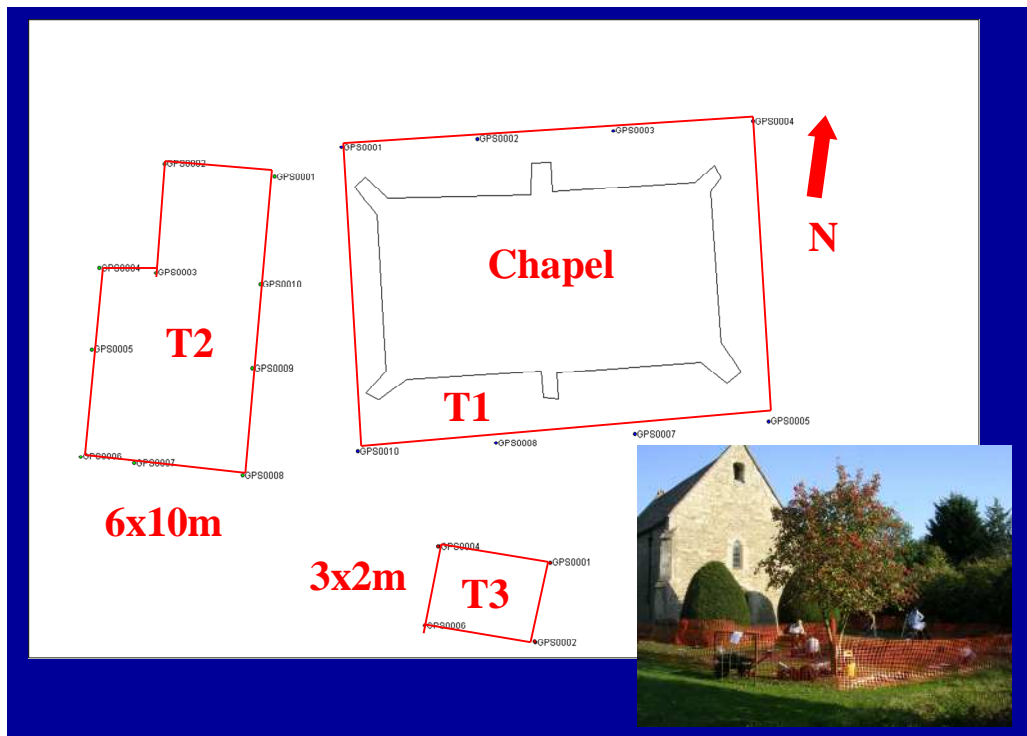 GPS0004
GPS0003
GPS0002
GPS0001
GPS0002
GPS0001
N
Chapel
GPS0004
GPS0003
GPS0010
T2
GPS0005
GPS0009
T1
GPS0005
GPS0007
GPS0008
GPS0010
GPS0006
GPS0007
GPS0008
6x10m
GPS0004
GPS0001
3x2m
T3
GPS0006
GPS0002